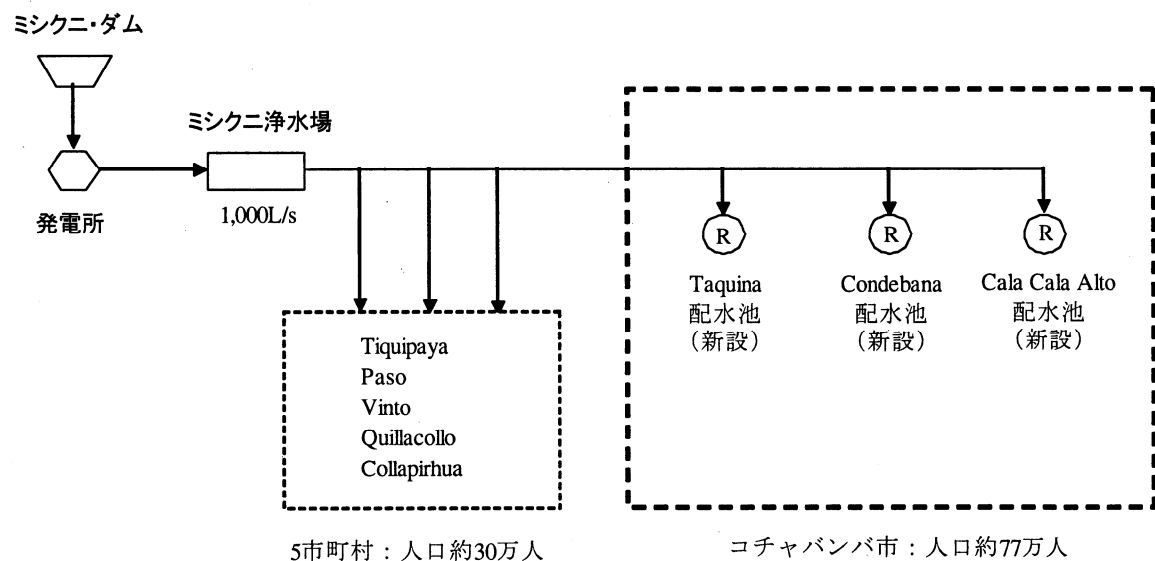 ミシクニ・ダム
ミシクニ浄水場
発電所
1,000L/s
R
R
R
Taquina
配水池
（新設）
Condebana
配水池
（新設）
Cala Cala Alto
配水池
（新設）
Tiquipaya
Paso
Vinto
Quillacollo
Collapirhua
5市町村：人口約30万人
コチャバンバ市：人口約77万人